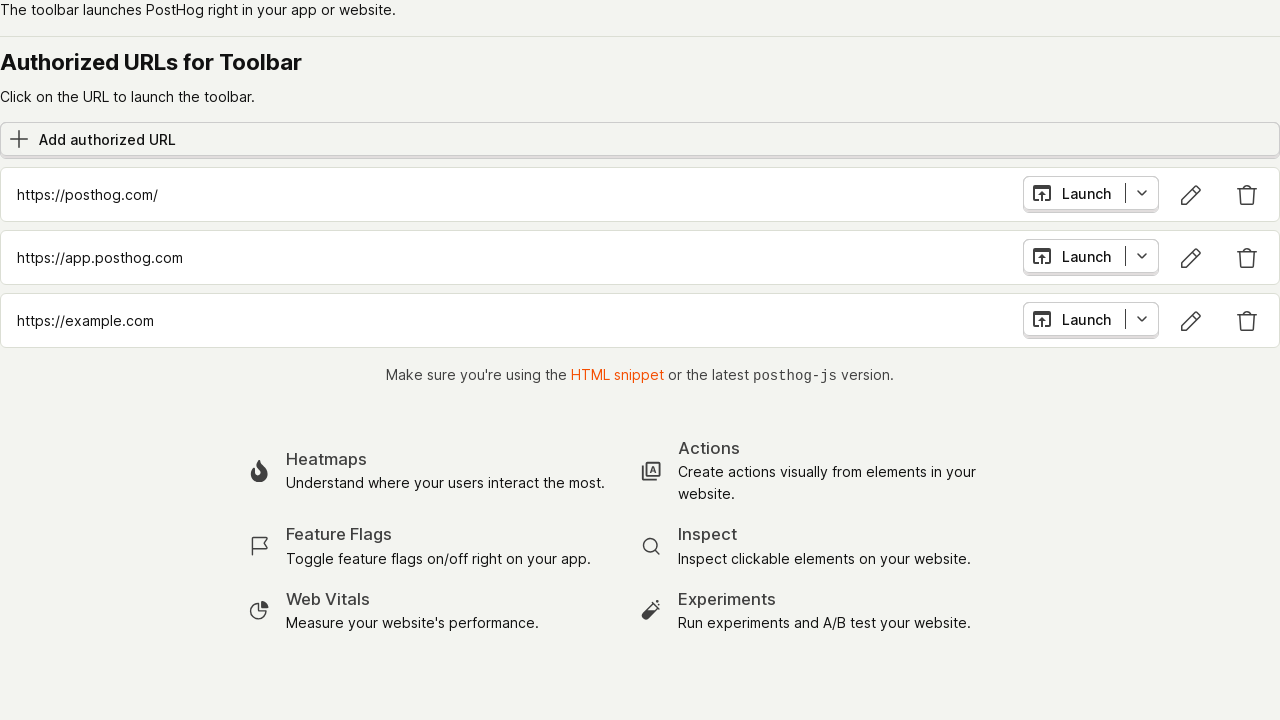 The toolbar launches PostHog right in your app or website.
Authorized URLs for Toolbar
Click on the URL to launch the toolbar.
Add authorized URL
https://posthog.com/
Launch
https://app.posthog.com
Launch
https://example.com
Launch
Make sure you're using the HTML snippet or the latest posthog-js version.
Heatmaps
Understand where your users interact the most.
Actions
Create actions visually from elements in your
website.
Feature Flags
Toggle feature flags on/off right on your app.
Inspect
Inspect clickable elements on your website.
Web Vitals
Measure your website's performance.
Experiments
Run experiments and A/B test your website.